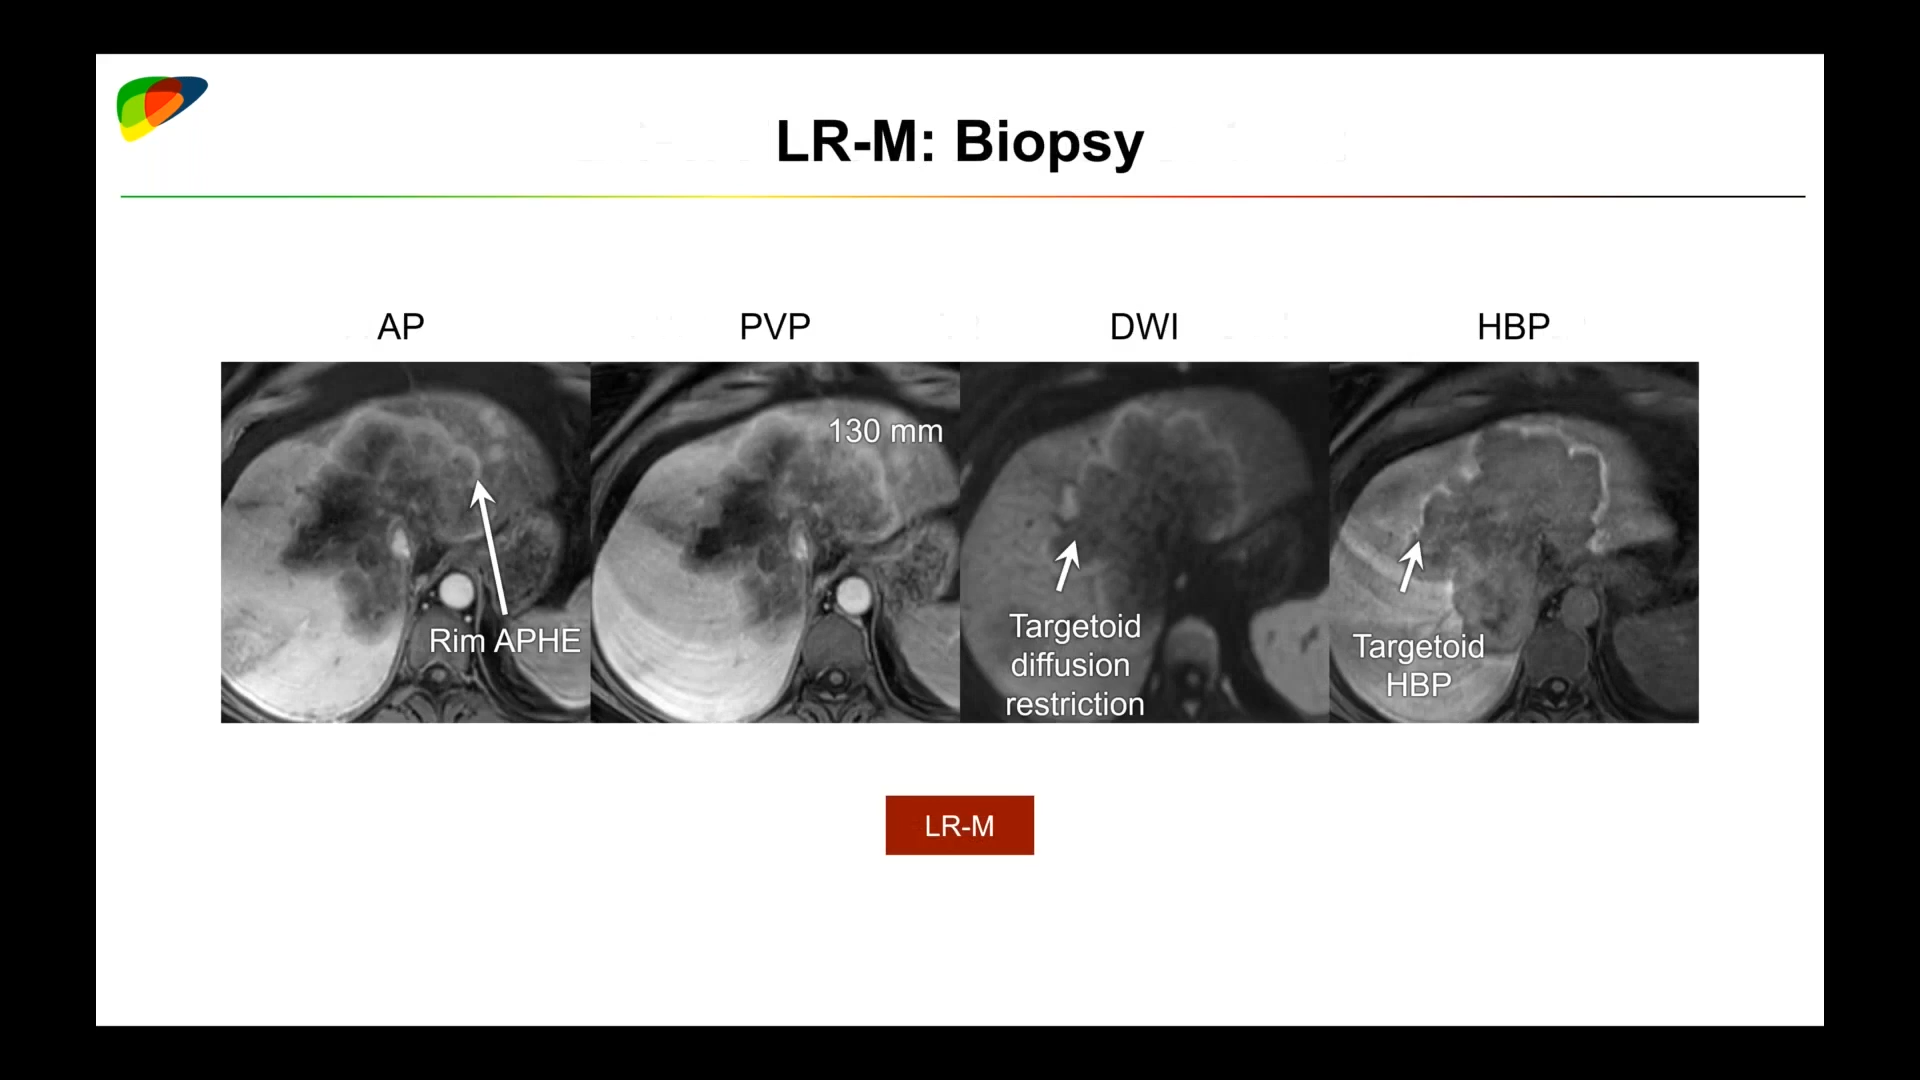 LR-M: Biopsy
AP
PVP
DWI
HBP
130 mm
Rim APHE
Targetoid
diffusion
restriction
Targetoid
HBP
LR-M